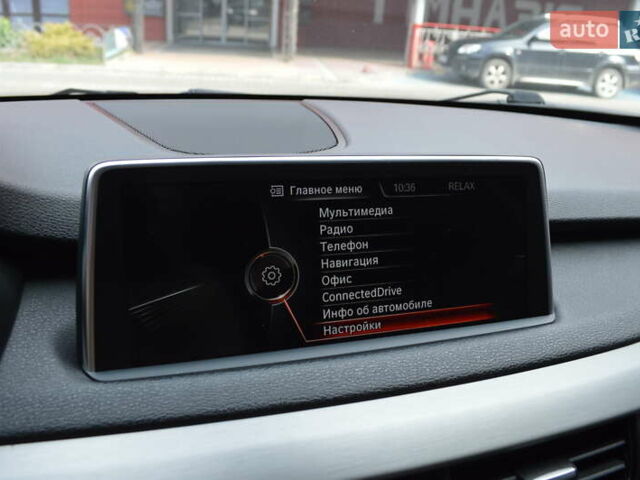 auto
Главное меню 10:36 RELAX
Мультимедиа
Радио
Телефон
Навигация
Офис
ConnectedDrive
Инфо об автомобиле
Настройки